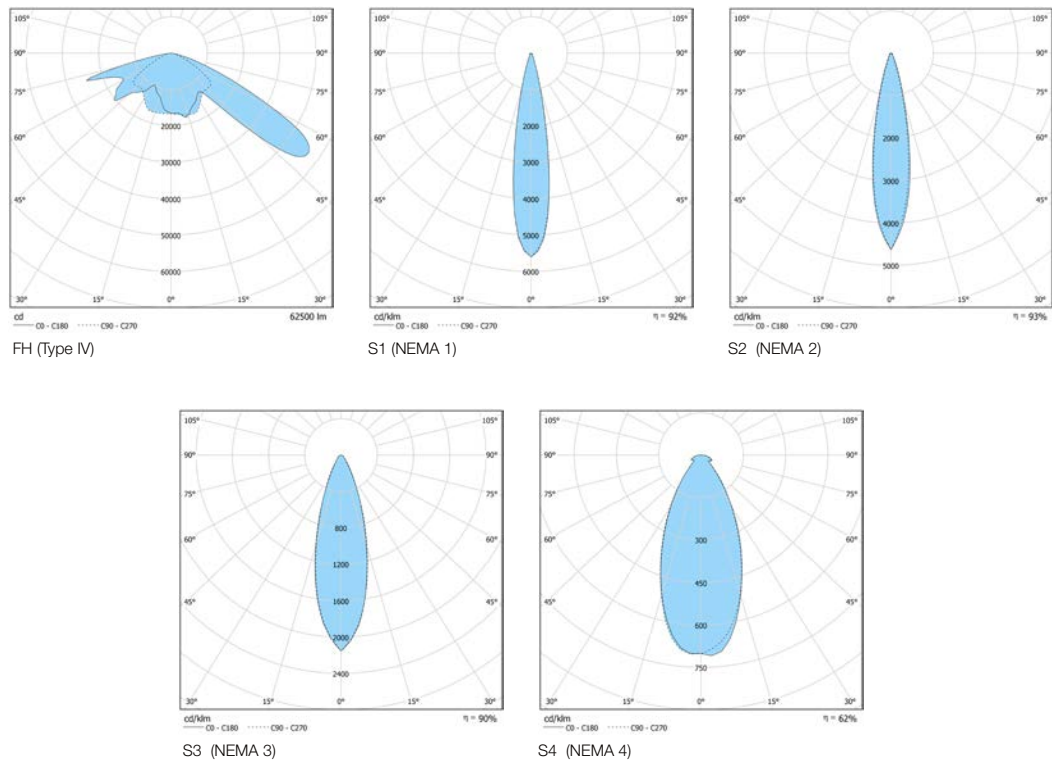 105° 105° 105° 105° 105° 105°
90° 90° 90° 90° 90° 90°
75° 75° 75° 75° 75° 75°
60° 60° 60° 60° 60° 60°
45° 45° 45° 45° 45° 45°
20000 2000 2000
30000 3000 3000
40000 4000 4000
50000 5000 5000
60000 6000
30° 15° 0° 15° 30° 30° 15° 0° 15° 30° 30° 15° 0° 15° 30°
cd 62500 lm cd/klm η = 92% cd/klm η = 93%
C0 - C180 C90 - C270 C0 - C180 C90 - C270 C0 - C180 C90 - C270
FH (Type IV) S1 (NEMA 1) S2 (NEMA 2)
105° 105° 105° 105°
90° 90° 90° 90°
75° 75° 75° 75°
60° 60° 60° 60°
45° 45° 45° 45°
800 300
1200 450
1600 600
2000 750
2400
30° 15° 0° 15° 30° 30° 15° 0° 15° 30°
cd/klm η = 90% cd/klm η = 62%
C0 - C180 C90 - C270 C0 - C180 C90 - C270
S3 (NEMA 3) S4 (NEMA 4)